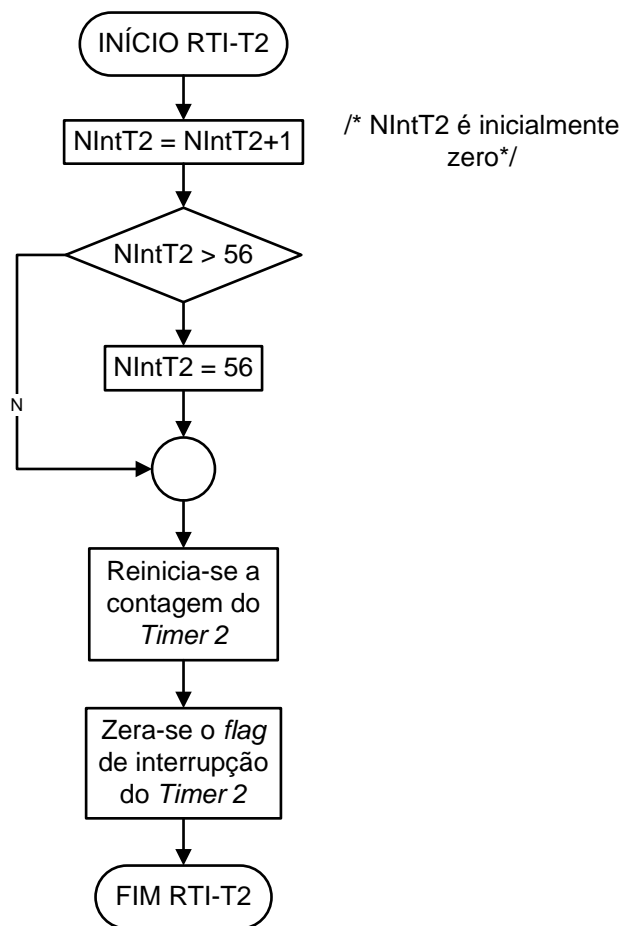 INÍCIO RTI-T2
NIntT2 = NIntT2+1
/* NIntT2 é inicialmente
zero*/
NIntT2 > 56
NIntT2 = 56
N
Reinicia-se a
contagem do
Timer 2
Zera-se o flag
de interrupção
do Timer 2
FIM RTI-T2